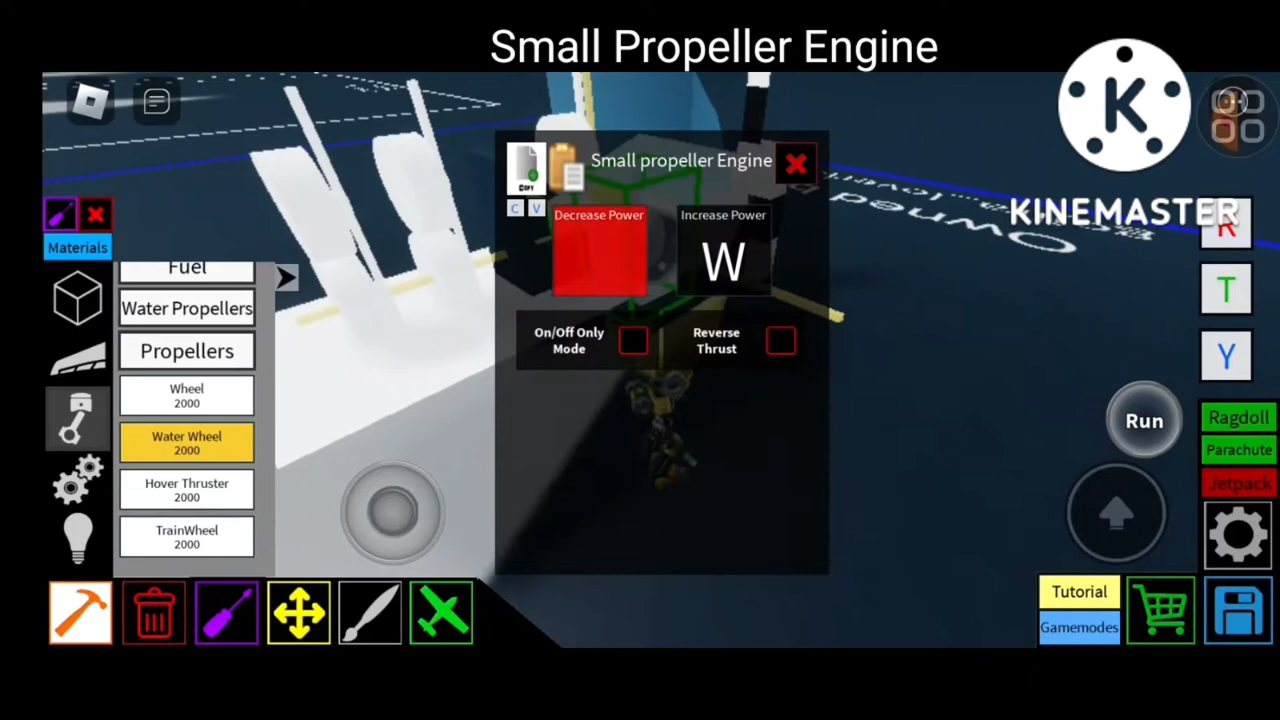 Small Propeller Engine
K
KINEMASTER
Copy
Small propeller Engine
C V
Decrease Power
Increase Power
W
On/Off Only
Mode
Reverse
Thrust
Materials
Fuel
Water Propellers
Propellers
Wheel
2000
Water Wheel
2000
Hover Thruster
2000
TrainWheel
2000
Owned
R
T
Y
Run
Ragdoll
Parachute
Jetpack
Tutorial
Gamemodes